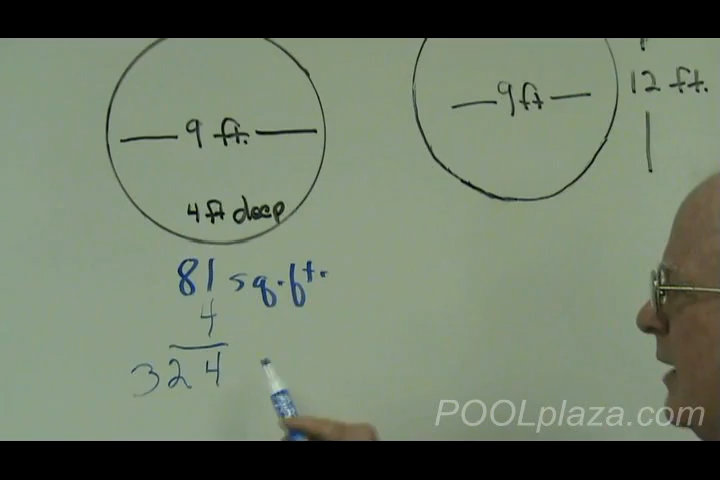 9 ft.
4 ft deep
81 sq. ft.
4
324
9 ft
12 ft.
POOLplaza.com